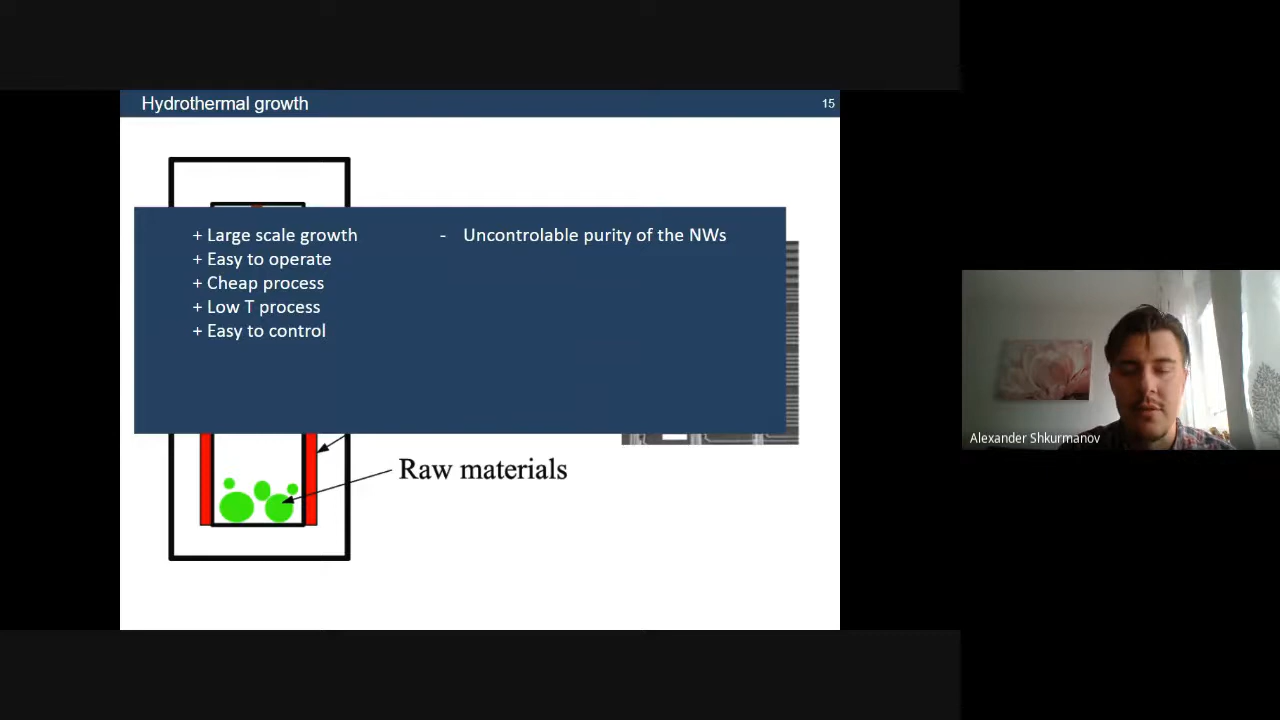 Hydrothermal growth
15
+ Large scale growth
+ Easy to operate
+ Cheap process
+ Low T process
+ Easy to control
- Uncontrolable purity of the NWs
Raw materials
Alexander Shkurmanov